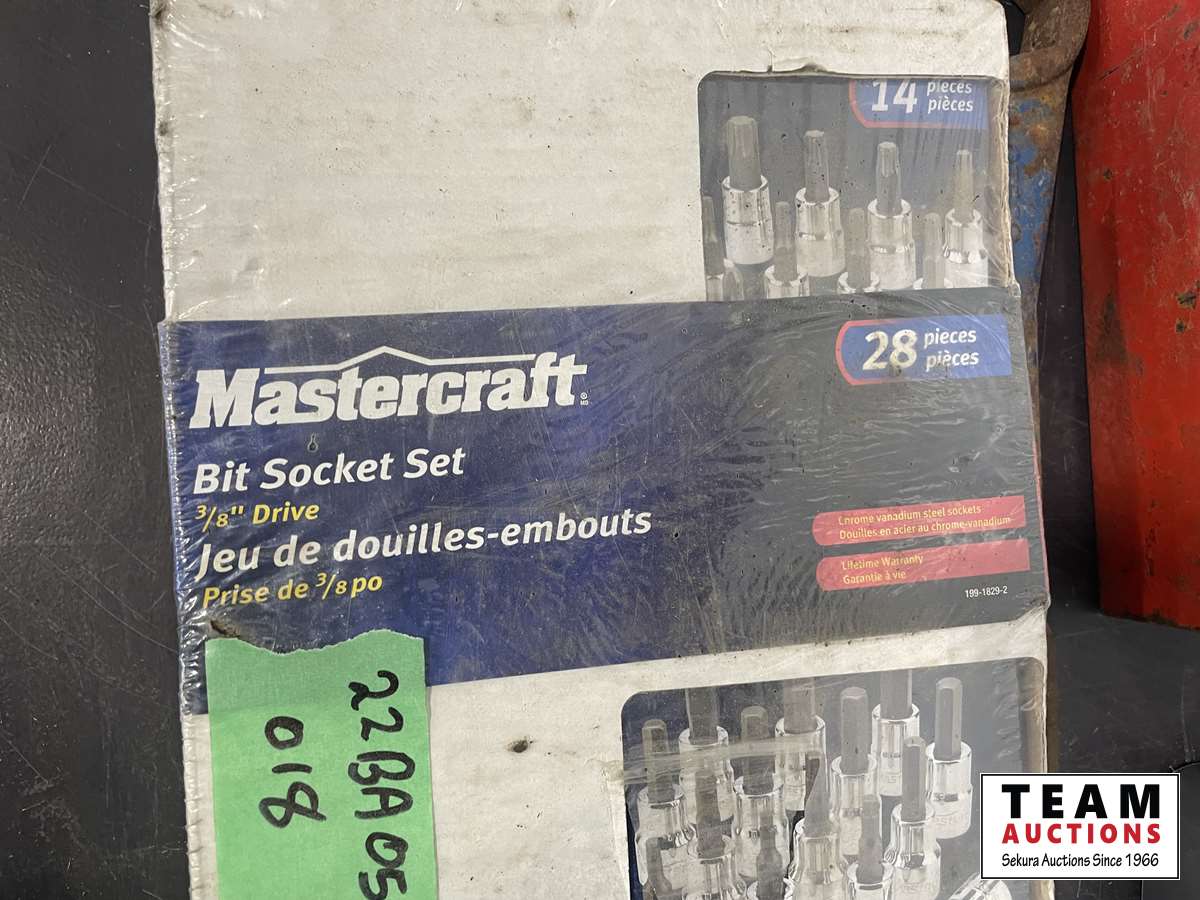 14 pieces
pièces
Mastercraft
®
MD
28 pieces
pièces
Bit Socket Set
3/8" Drive
Jeu de douilles-embouts
Prise de 3/8 po
Chrome vanadium steel sockets
Douilles en acier au chrome-vanadium
Lifetime Warranty
Garantie à vie
199-1829-2
22BA05
018
TEAM
AUCTIONS
Sekura Auctions Since 1966